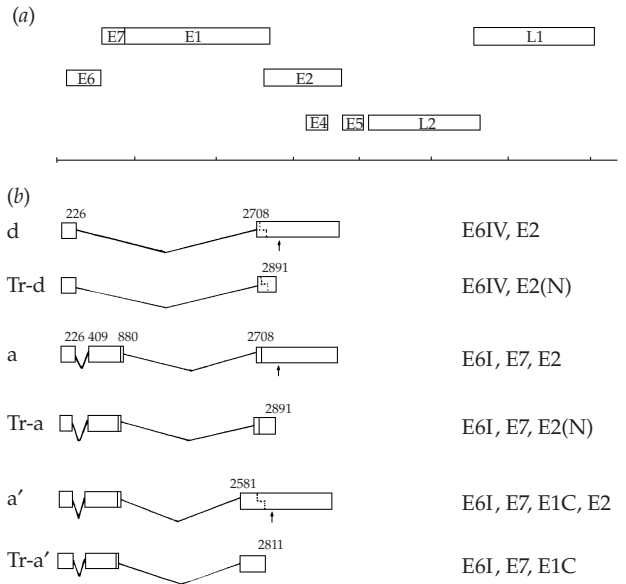 (a)
E7 E1 L1
E6 E2
E4 E5 L2
(b)
226 2708
d E6IV, E2
2891
Tr-d E6IV, E2(N)
226 409 880 2708
a E6I, E7, E2
2891
Tr-a E6I, E7, E2(N)
2581
a′ E6I, E7, E1C, E2
2811
Tr-a′ E6I, E7, E1C